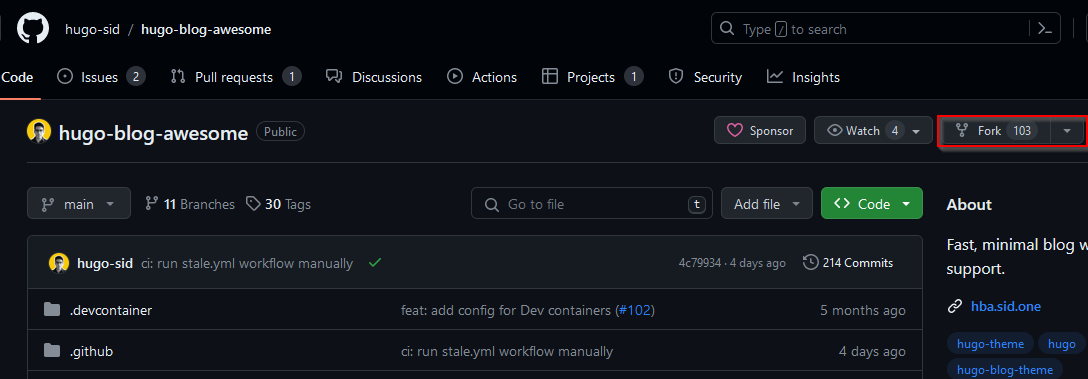 hugo-sid / hugo-blog-awesome Type / to search
Code Issues 2 Pull requests 1 Discussions Actions Projects 1 Security Insights
hugo-blog-awesome Public Sponsor Watch 4 Fork 103
main 11 Branches 30 Tags Go to file t Add file Code
About
hugo-sid ci: run stale.yml workflow manually 4c79934 · 4 days ago 214 Commits
Fast, minimal blog
support.
.devcontainer feat: add config for Dev containers (#102) 5 months ago
hba.sid.one
.github ci: run stale.yml workflow manually 4 days ago
hugo-theme hugo
hugo-blog-theme